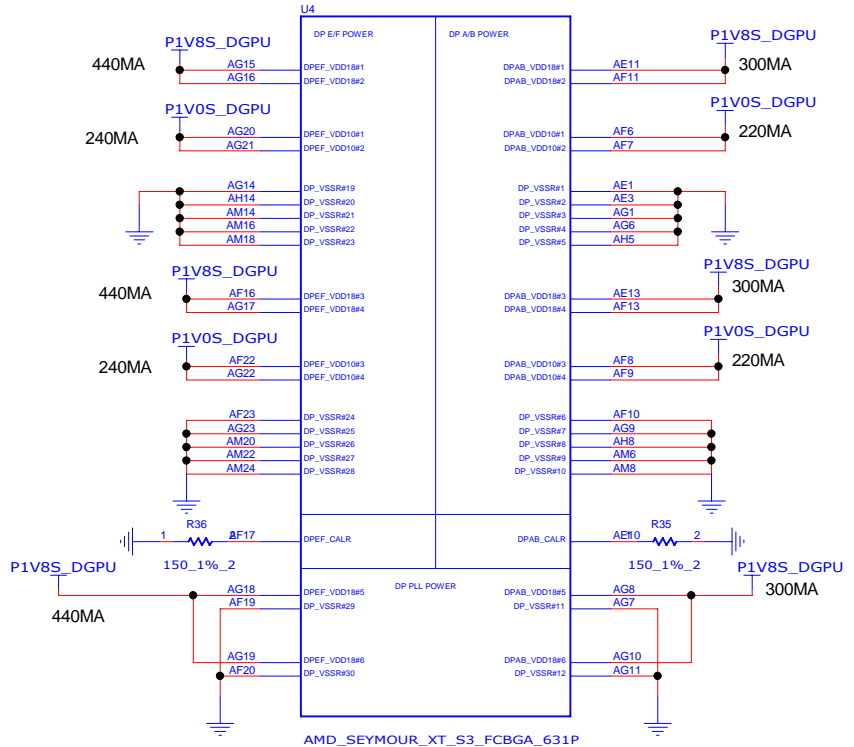 U4
DP E/F POWER DP A/B POWER
P1V8S_DGPU P1V8S_DGPU
440MA 300MA
AG15 DPEF_VDD18#1 DPAB_VDD18#1 AE11
AG16 DPEF_VDD18#2 DPAB_VDD18#2 AF11
P1V0S_DGPU P1V0S_DGPU
240MA 220MA
AG20 DPEF_VDD10#1 DPAB_VDD10#1 AF6
AG21 DPEF_VDD10#2 DPAB_VDD10#2 AF7
AG14 DP_VSSR#19 DP_VSSR#1 AE1
AH14 DP_VSSR#20 DP_VSSR#2 AE3
AM14 DP_VSSR#21 DP_VSSR#3 AG1
AM16 DP_VSSR#22 DP_VSSR#4 AG6
AM18 DP_VSSR#23 DP_VSSR#5 AH5
P1V8S_DGPU P1V8S_DGPU
440MA 300MA
AF16 DPEF_VDD18#3 DPAB_VDD18#3 AE13
AG17 DPEF_VDD18#4 DPAB_VDD18#4 AF13
P1V0S_DGPU P1V0S_DGPU
240MA 220MA
AF22 DPEF_VDD10#3 DPAB_VDD10#3 AF8
AG22 DPEF_VDD10#4 DPAB_VDD10#4 AF9
AF23 DP_VSSR#24 DP_VSSR#6 AF10
AG23 DP_VSSR#25 DP_VSSR#7 AG9
AM20 DP_VSSR#26 DP_VSSR#8 AH8
AM22 DP_VSSR#27 DP_VSSR#9 AM6
AM24 DP_VSSR#28 DP_VSSR#10 AM8
R36 R35
1 2 AF17 DPEF_CALR DPAB_CALR AE10 1 2
150_1%_2 150_1%_2
P1V8S_DGPU DP PLL POWER P1V8S_DGPU
440MA 300MA
AG18 DPEF_VDD18#5 DPAB_VDD18#5 AG8
AF19 DP_VSSR#29 DP_VSSR#11 AG7
AG19 DPEF_VDD18#6 DPAB_VDD18#6 AG10
AF20 DP_VSSR#30 DP_VSSR#12 AG11
AMD_SEYMOUR_XT_S3_FCBGA_631P